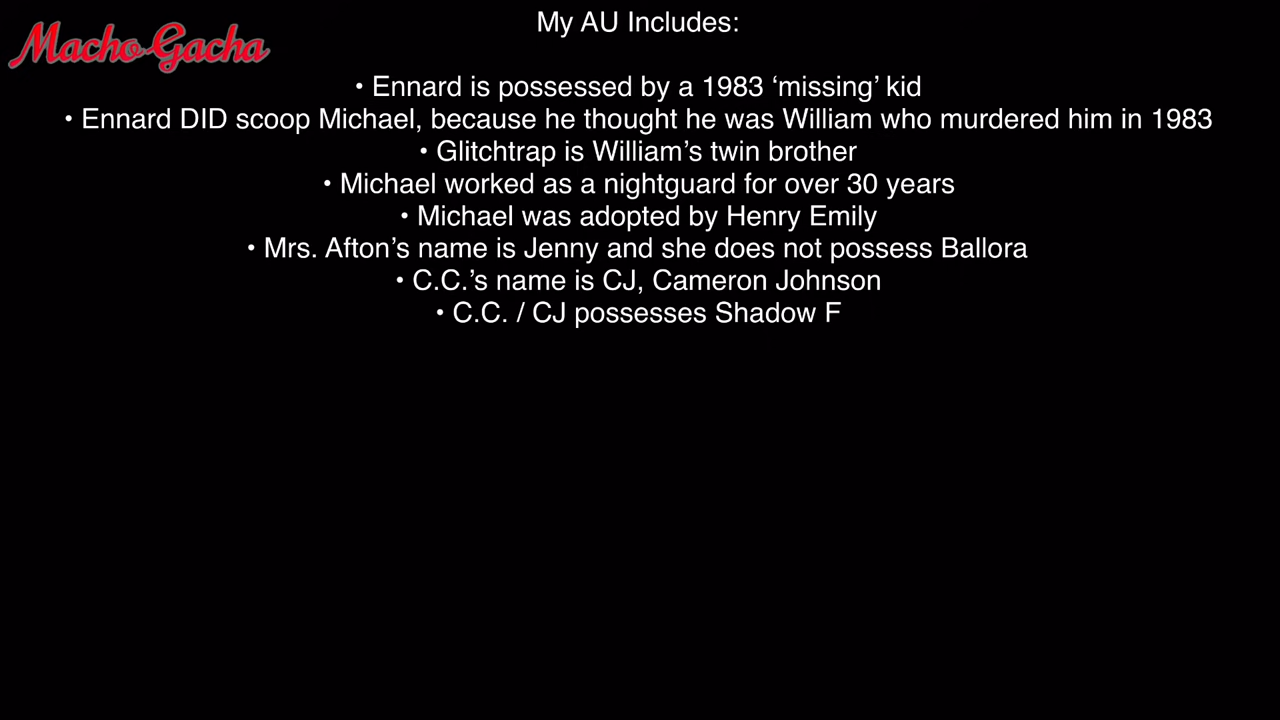 Macho Gacha
My AU Includes:
• Ennard is possessed by a 1983 ‘missing’ kid
• Ennard DID scoop Michael, because he thought he was William who murdered him in 1983
• Glitchtrap is William’s twin brother
• Michael worked as a nightguard for over 30 years
• Michael was adopted by Henry Emily
• Mrs. Afton’s name is Jenny and she does not possess Ballora
• C.C.’s name is CJ, Cameron Johnson
• C.C. / CJ possesses Shadow F